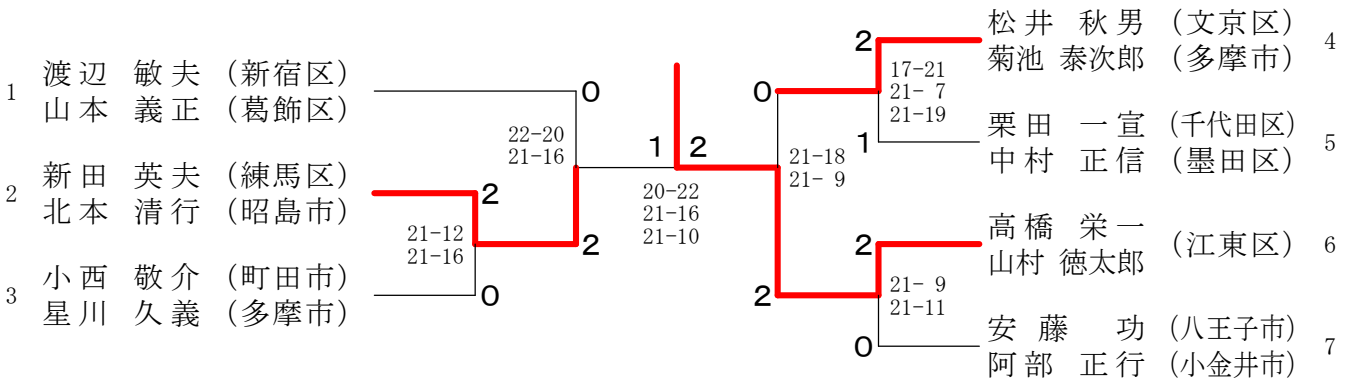 1
渡辺 敏夫 (新宿区)
山本 義正 (葛飾区)
0
22-20
21-16
2
新田 英夫 (練馬区)
北本 清行 (昭島市)
2
21-12
21-16
2
3
小西 敬介 (町田市)
星川 久義 (多摩市)
0
1 2
20-22
21-16
21-10
松井 秋男 (文京区)
菊池 泰次郎 (多摩市)
4
2
17-21
21- 7
21-19
0
栗田 一宣 (千代田区)
中村 正信 (墨田区)
5
1
21-18
21- 9
高橋 栄一
山村 徳太郎
(江東区)
6
2
21- 9
21-11
2
安藤 功 (八王子市)
阿部 正行 (小金井市)
7
0